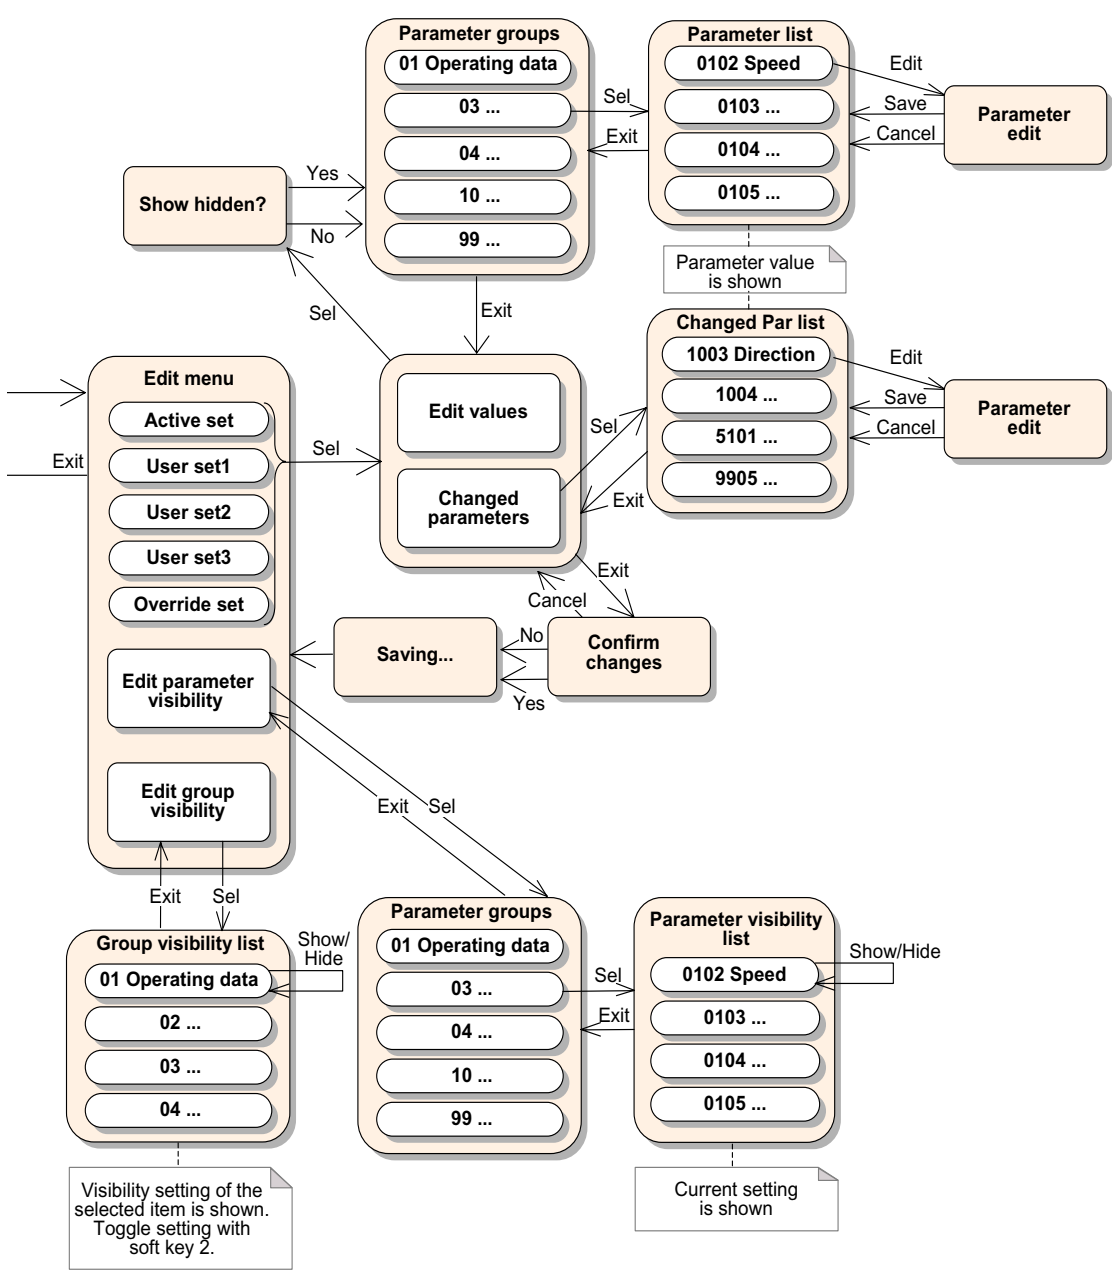 Parameter groups
01 Operating data
03 ...
04 ...
10 ...
99 ...
Sel
Exit
Parameter list
0102 Speed
0103 ...
0104 ...
0105 ...
Edit
Save
Cancel
Parameter
edit
Show hidden?
Yes
No
Parameter value
is shown
Sel
Exit
Changed Par list
1003 Direction
1004 ...
5101 ...
9905 ...
Edit
Save
Cancel
Parameter
edit
Edit menu
Active set
User set1
User set2
User set3
Override set
Exit
Sel
Edit values
Changed
parameters
Sel
Exit
Exit
Cancel
Confirm
changes
No
Yes
Saving...
Edit parameter
visibility
Edit group
visibility
Exit
Sel
Exit
Sel
Group visibility list
01 Operating data
02 ...
03 ...
04 ...
Show/
Hide
Parameter groups
01 Operating data
03 ...
04 ...
10 ...
99 ...
Sel
Exit
Parameter visibility
list
0102 Speed
0103 ...
0104 ...
0105 ...
Show/Hide
Visibility setting of the
selected item is shown.
Toggle setting with
soft key 2.
Current setting
is shown